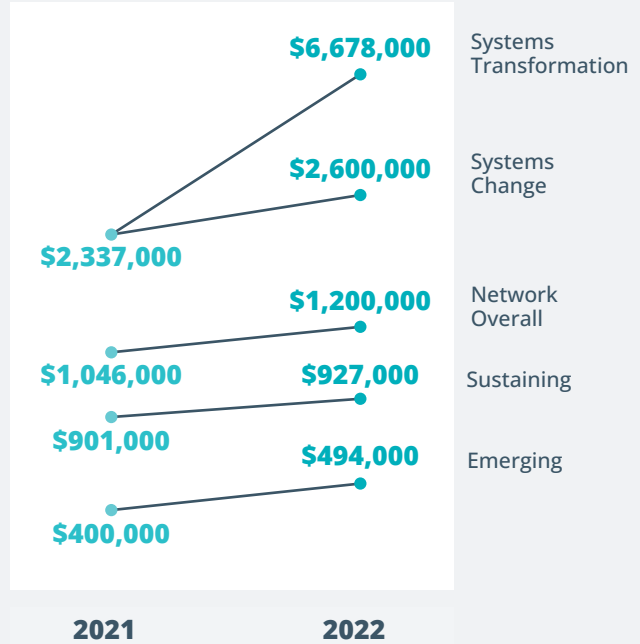 $6,678,000
Systems
Transformation
$2,600,000
Systems
Change
$2,337,000
$1,200,000
Network
Overall
$1,046,000
$927,000
Sustaining
$901,000
$494,000
Emerging
$400,000
2021
2022